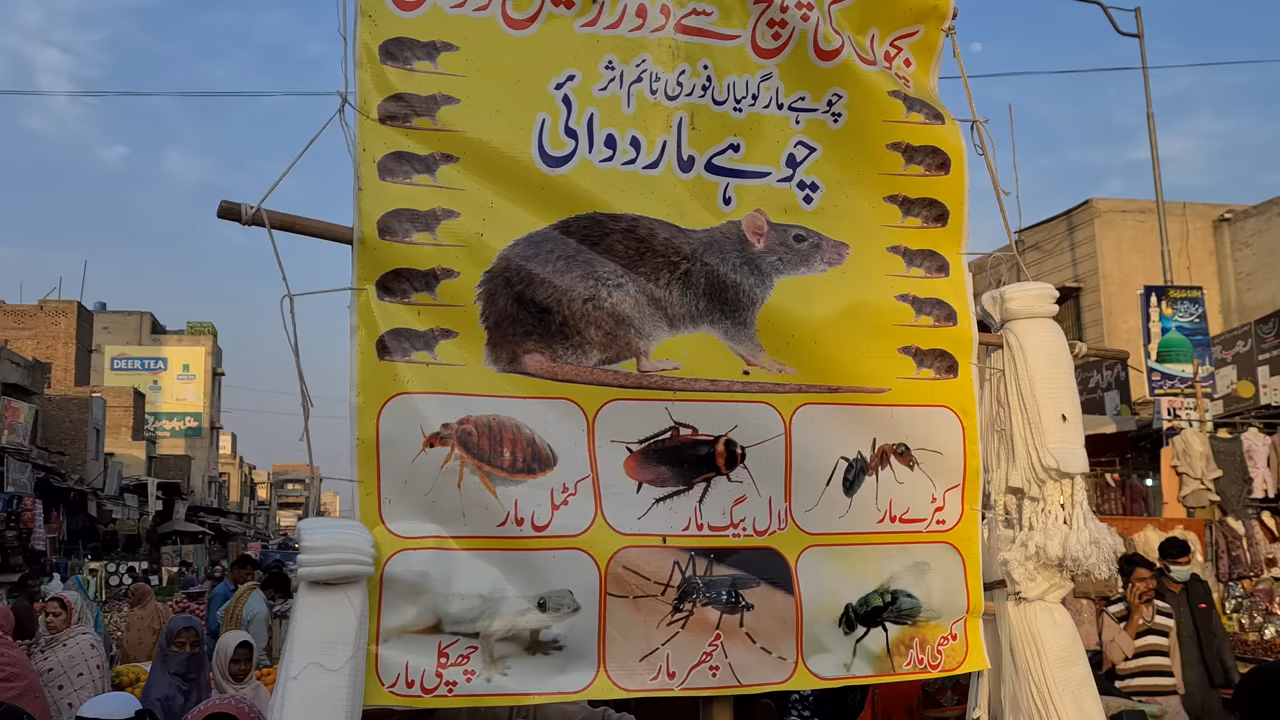 بچوں کی پہنچ سے دور رکھیں
چوہے مار گولیاں فوری ٹائم اثر
چوہے مار دوائی
کھٹمل مار
لال بیگ مار
کیڑے مار
چھپکلی مار
مچھر مار
مکھی مار
DEER TEA